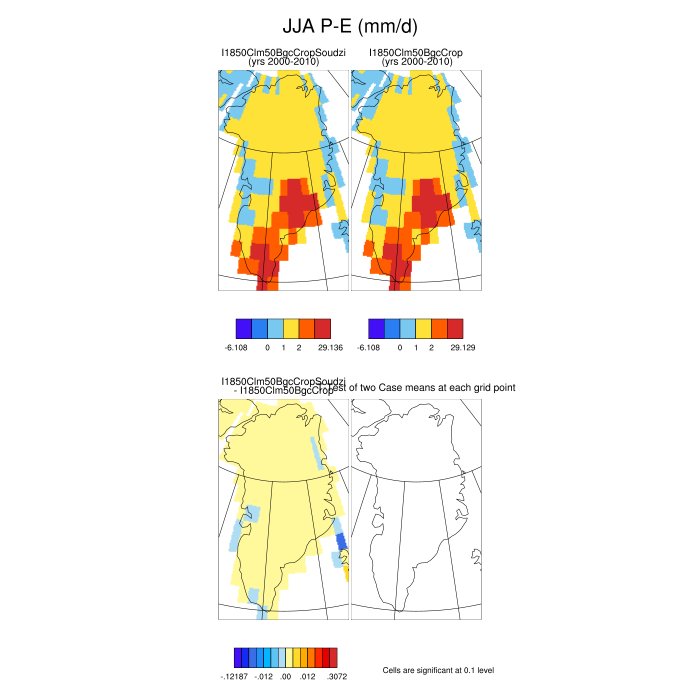 JJA P-E (mm/d)
I1850Clm50BgcCropSoudzi
(yrs 2000-2010)
I1850Clm50BgcCrop
(yrs 2000-2010)
-6.108 0 1 2 29.136
-6.108 0 1 2 29.129
I1850Clm50BgcCropSoudzi
- I1850Clm50BgcCrop
Test of two Case means at each grid point
-.12187 -.012 .00 .012 .3072
Cells are significant at 0.1 level